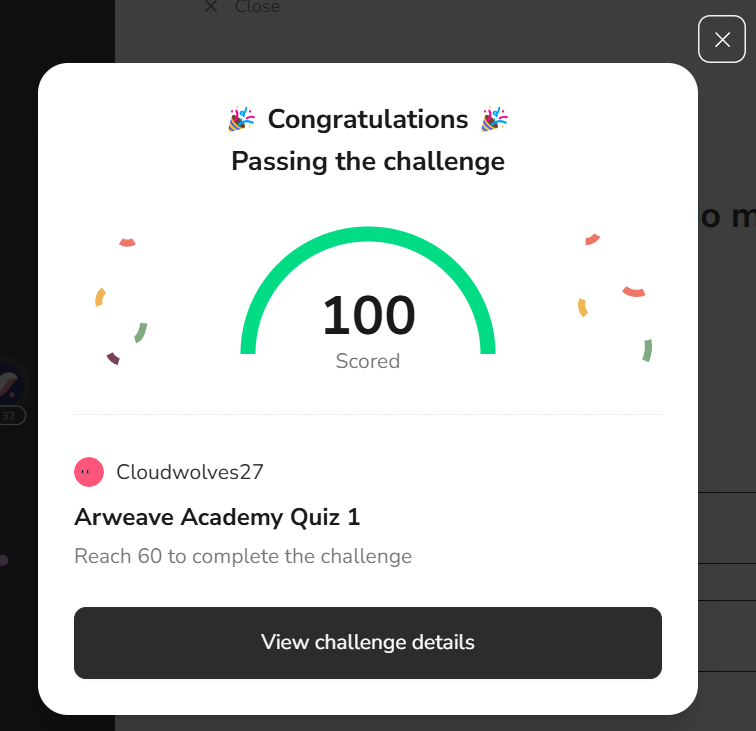 Close
Congratulations
Passing the challenge
o m
100
Scored
32
Cloudwolves27
Arweave Academy Quiz 1
Reach 60 to complete the challenge
View challenge details